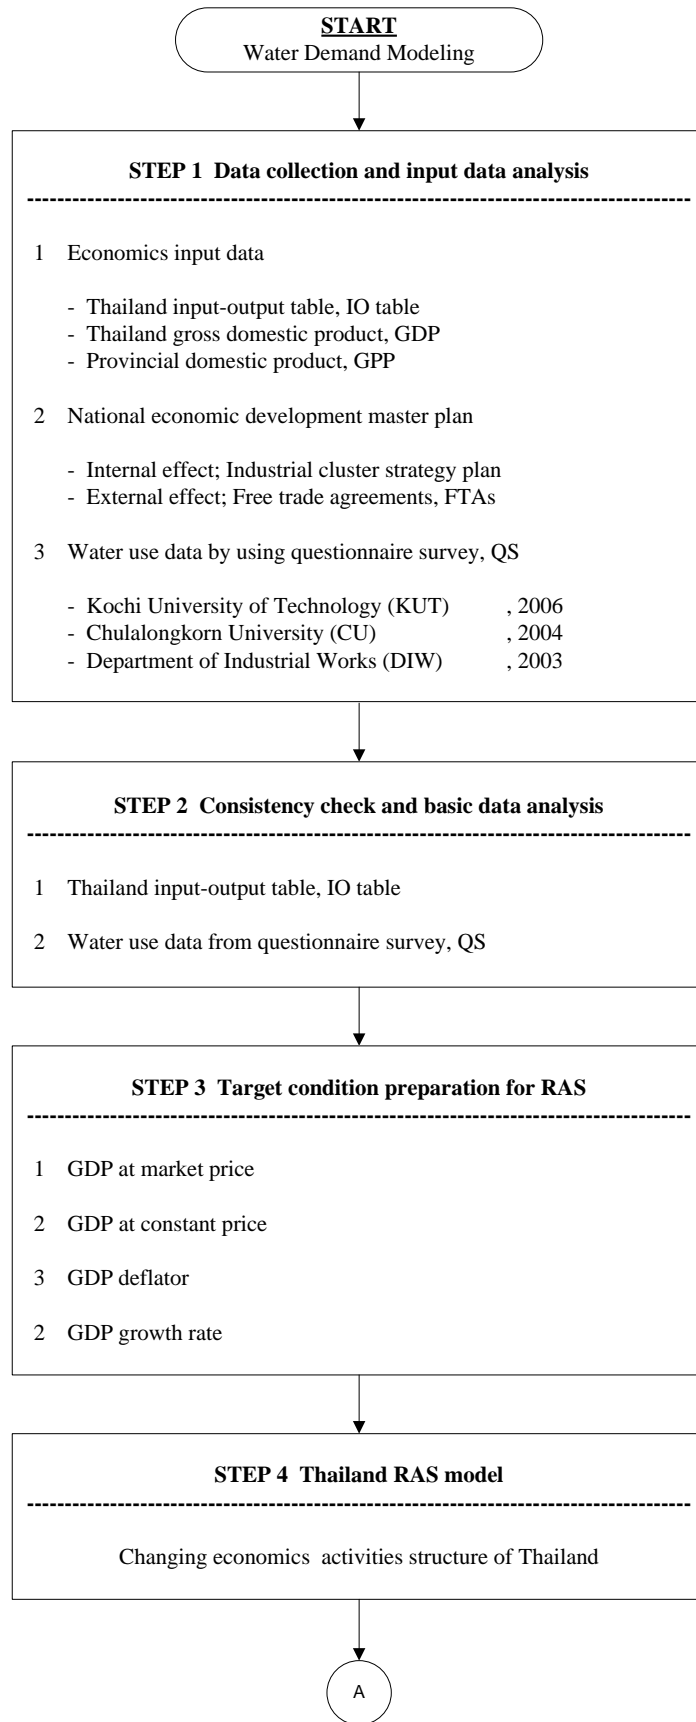 START
Water Demand Modeling
STEP 1 Data collection and input data analysis
1 Economics input data
- Thailand input-output table, IO table
- Thailand gross domestic product, GDP
- Provincial domestic product, GPP
2 National economic development master plan
- Internal effect; Industrial cluster strategy plan
- External effect; Free trade agreements, FTAs
3 Water use data by using questionnaire survey, QS
- Kochi University of Technology (KUT) , 2006
- Chulalongkorn University (CU) , 2004
- Department of Industrial Works (DIW) , 2003
STEP 2 Consistency check and basic data analysis
1 Thailand input-output table, IO table
2 Water use data from questionnaire survey, QS
STEP 3 Target condition preparation for RAS
1 GDP at market price
2 GDP at constant price
3 GDP deflator
2 GDP growth rate
STEP 4 Thailand RAS model
Changing economics activities structure of Thailand
A